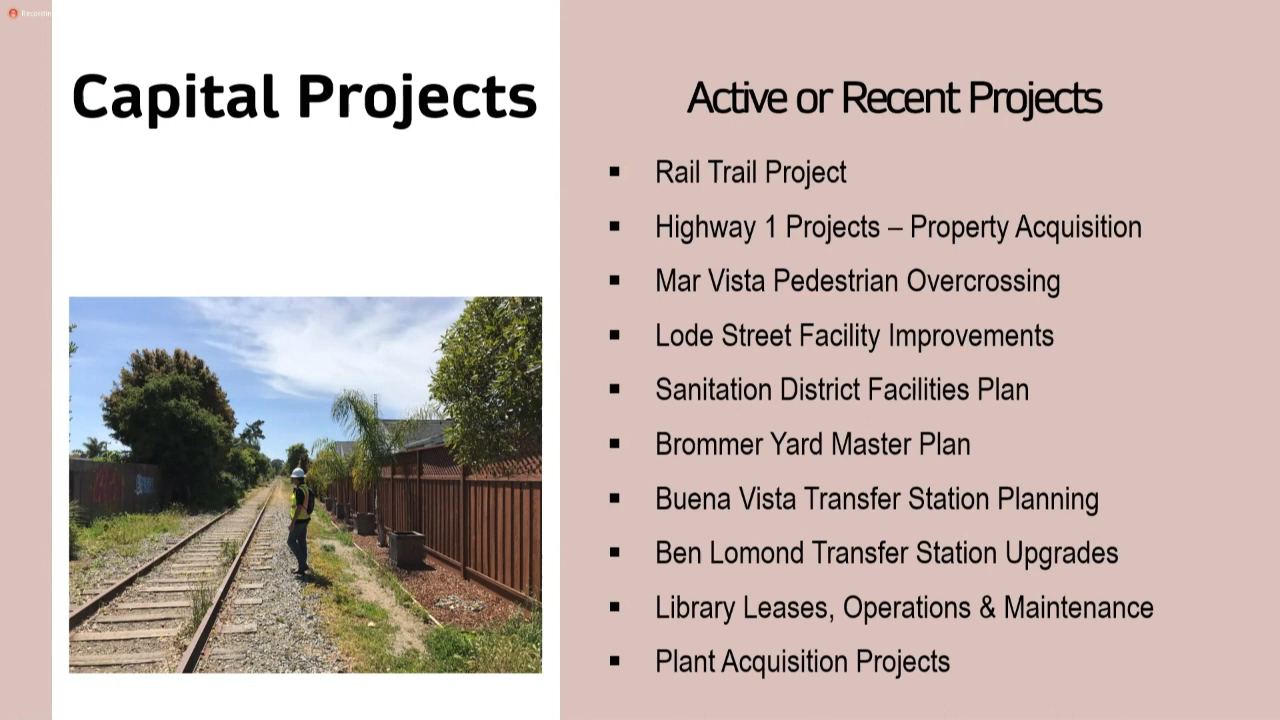 Capital Projects
Active or Recent Projects
▪ Rail Trail Project
▪ Highway 1 Projects – Property Acquisition
▪ Mar Vista Pedestrian Overcrossing
▪ Lode Street Facility Improvements
▪ Sanitation District Facilities Plan
▪ Brommer Yard Master Plan
▪ Buena Vista Transfer Station Planning
▪ Ben Lomond Transfer Station Upgrades
▪ Library Leases, Operations & Maintenance
▪ Plant Acquisition Projects